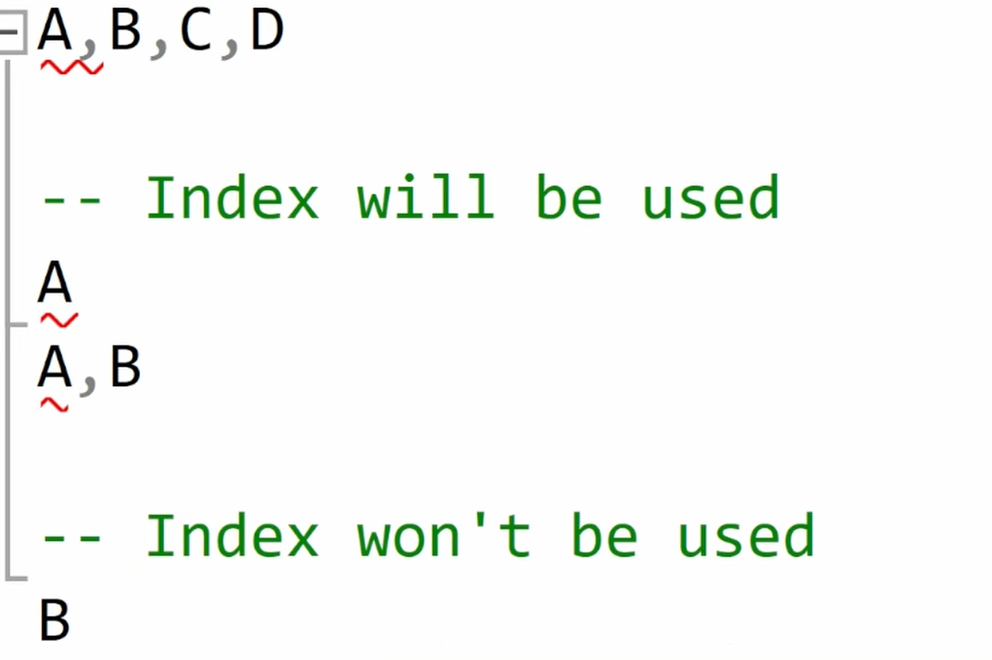 A,B,C,D
-- Index will be used
A
A,B
-- Index won't be used
B